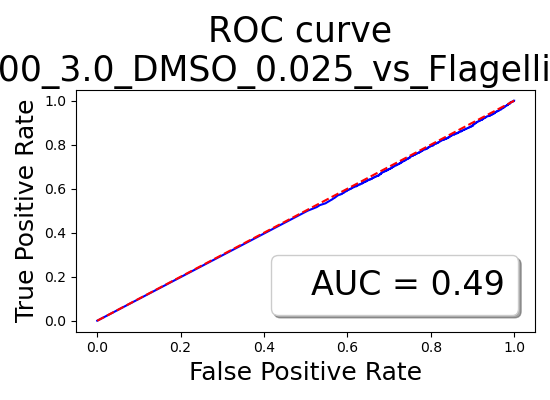 ROC curve
00_3.0_DMSO_0.025_vs_Flagelli
True Positive Rate
1.0
0.8
0.6
0.4
0.2
0.0
AUC = 0.49
0.0 0.2 0.4 0.6 0.8 1.0
False Positive Rate